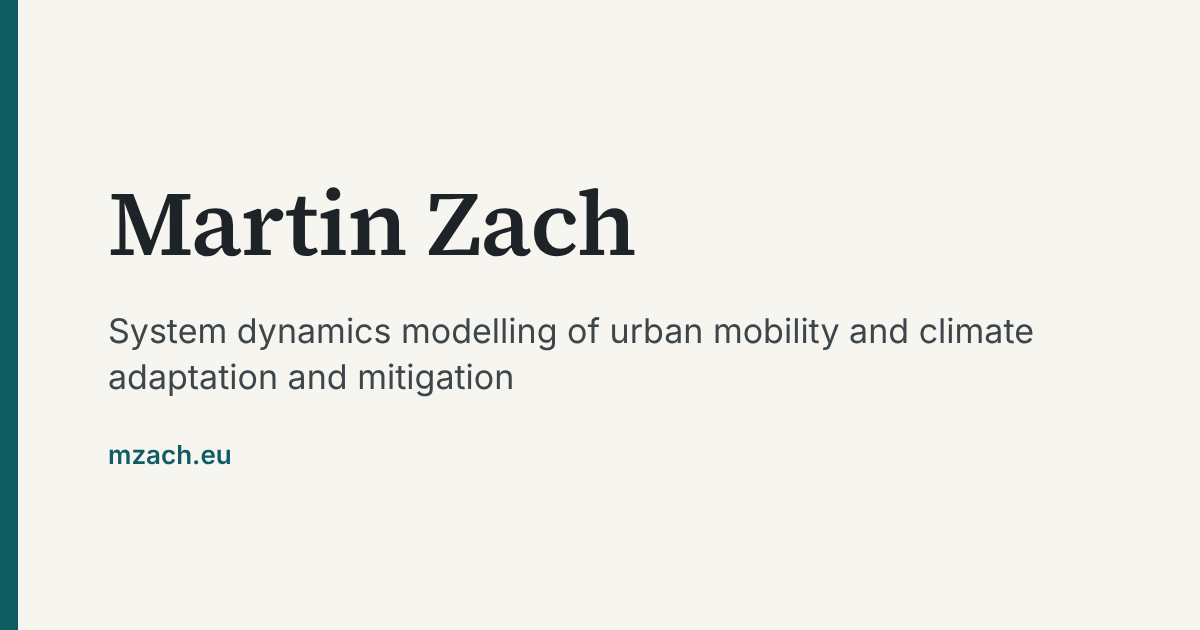 Martin Zach
System dynamics modelling of urban mobility and climate
adaptation and mitigation
mzach.eu